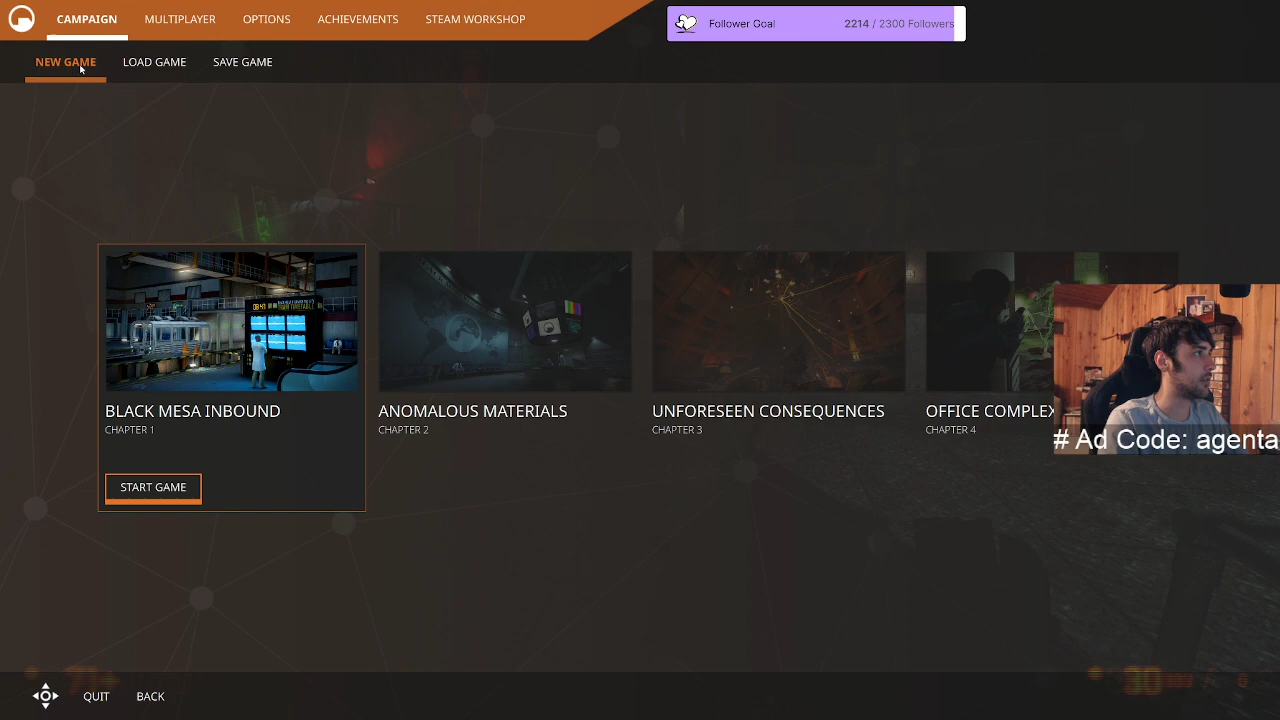 CAMPAIGN MULTIPLAYER OPTIONS ACHIEVEMENTS STEAM WORKSHOP
Follower Goal 2214 / 2300 Followers
NEW GAME LOAD GAME SAVE GAME
BLACK MESA INBOUND
CHAPTER 1
START GAME
ANOMALOUS MATERIALS
CHAPTER 2
UNFORESEEN CONSEQUENCES
CHAPTER 3
OFFICE COMPLEX
CHAPTER 4
# Ad Code: agenta
QUIT BACK